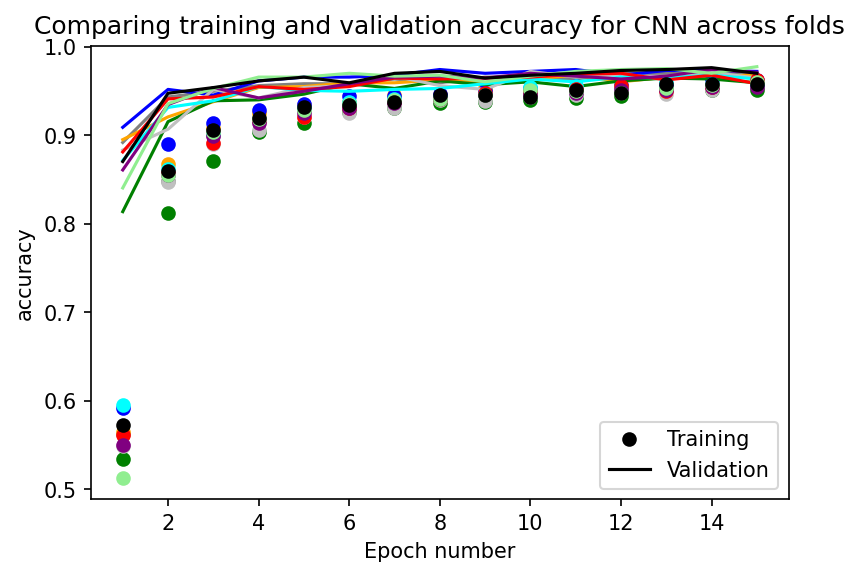 Comparing training and validation accuracy for CNN across folds
1.0
0.9
0.8
0.7
0.6
0.5
accuracy
Training
Validation
2 4 6 8 10 12 14
Epoch number